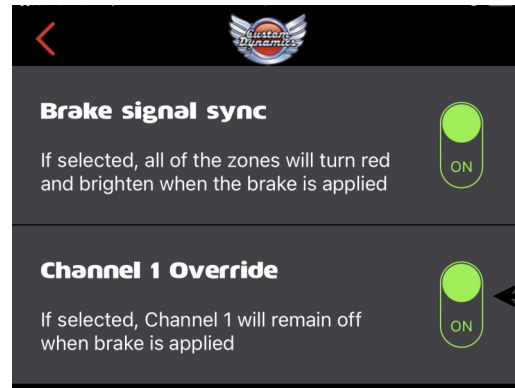 Custom
Dynamics
Brake signal sync
If selected, all of the zones will turn red
and brighten when the brake is applied
ON
Channel 1 Override
If selected, Channel 1 will remain off
when brake is applied
ON